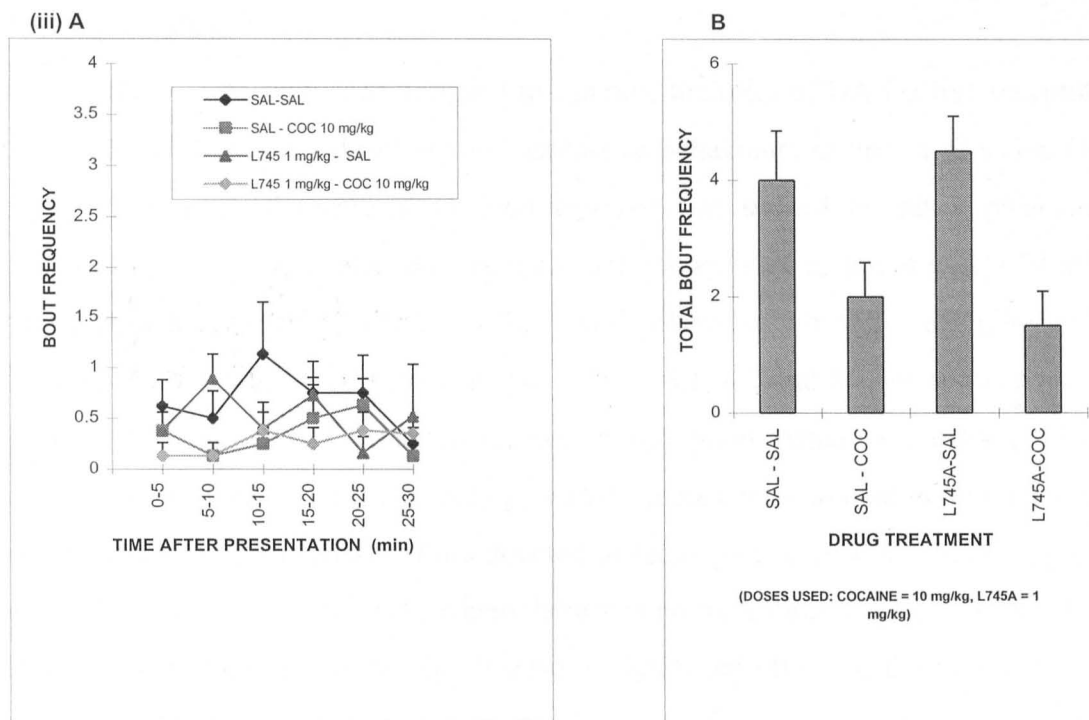 (iii) A
4
3.5
3
2.5
2
1.5
1
0.5
0
BOUT FREQUENCY
SAL-SAL
SAL - COC 10 mg/kg
L745 1 mg/kg - SAL
L745 1 mg/kg - COC 10 mg/kg
0-5
5-10
10-15
15-20
20-25
25-30
TIME AFTER PRESENTATION (min)
B
6
4
2
0
TOTAL BOUT FREQUENCY
SAL - SAL
SAL - COC
L745A-SAL
L745A-COC
DRUG TREATMENT
(DOSES USED: COCAINE = 10 mg/kg, L745A = 1
mg/kg)